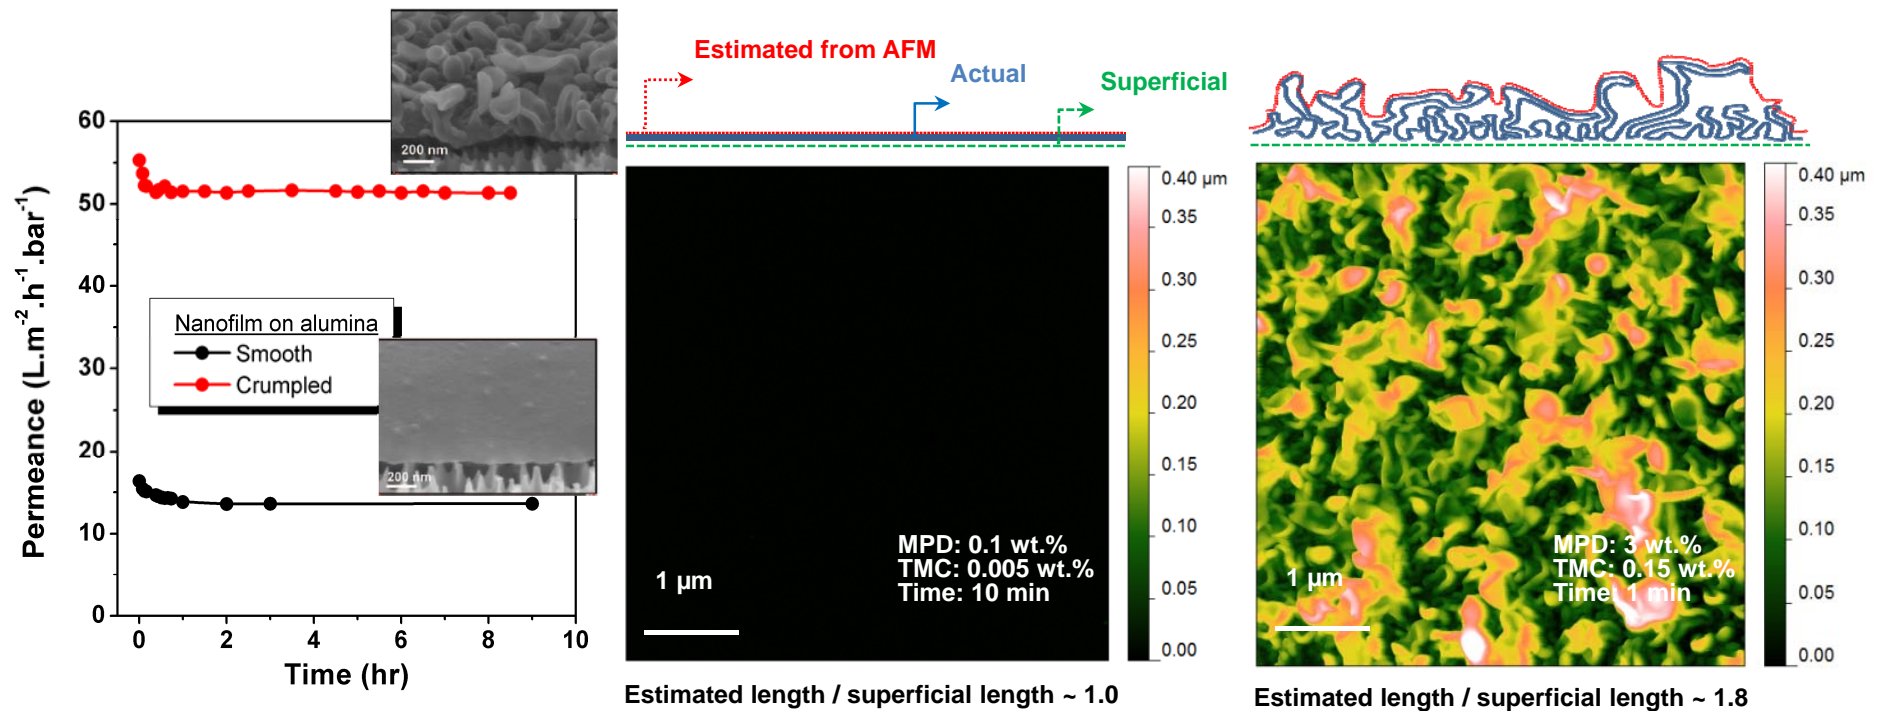 200 nm
60
50
40
30
20
10
0
Permeance (L.m⁻².h⁻¹.bar⁻¹)
Nanofilm on alumina
Smooth
Crumpled
200 nm
0 2 4 6 8 10
Time (hr)
Estimated from AFM
Actual
Superficial
MPD: 0.1 wt.%
TMC: 0.005 wt.%
Time: 10 min
1 μm
0.40 μm
0.35
0.30
0.25
0.20
0.15
0.10
0.05
0.00
Estimated length / superficial length ~ 1.0
MPD: 3 wt.%
TMC: 0.15 wt.%
Time: 1 min
1 μm
0.40 μm
0.35
0.30
0.25
0.20
0.15
0.10
0.05
0.00
Estimated length / superficial length ~ 1.8